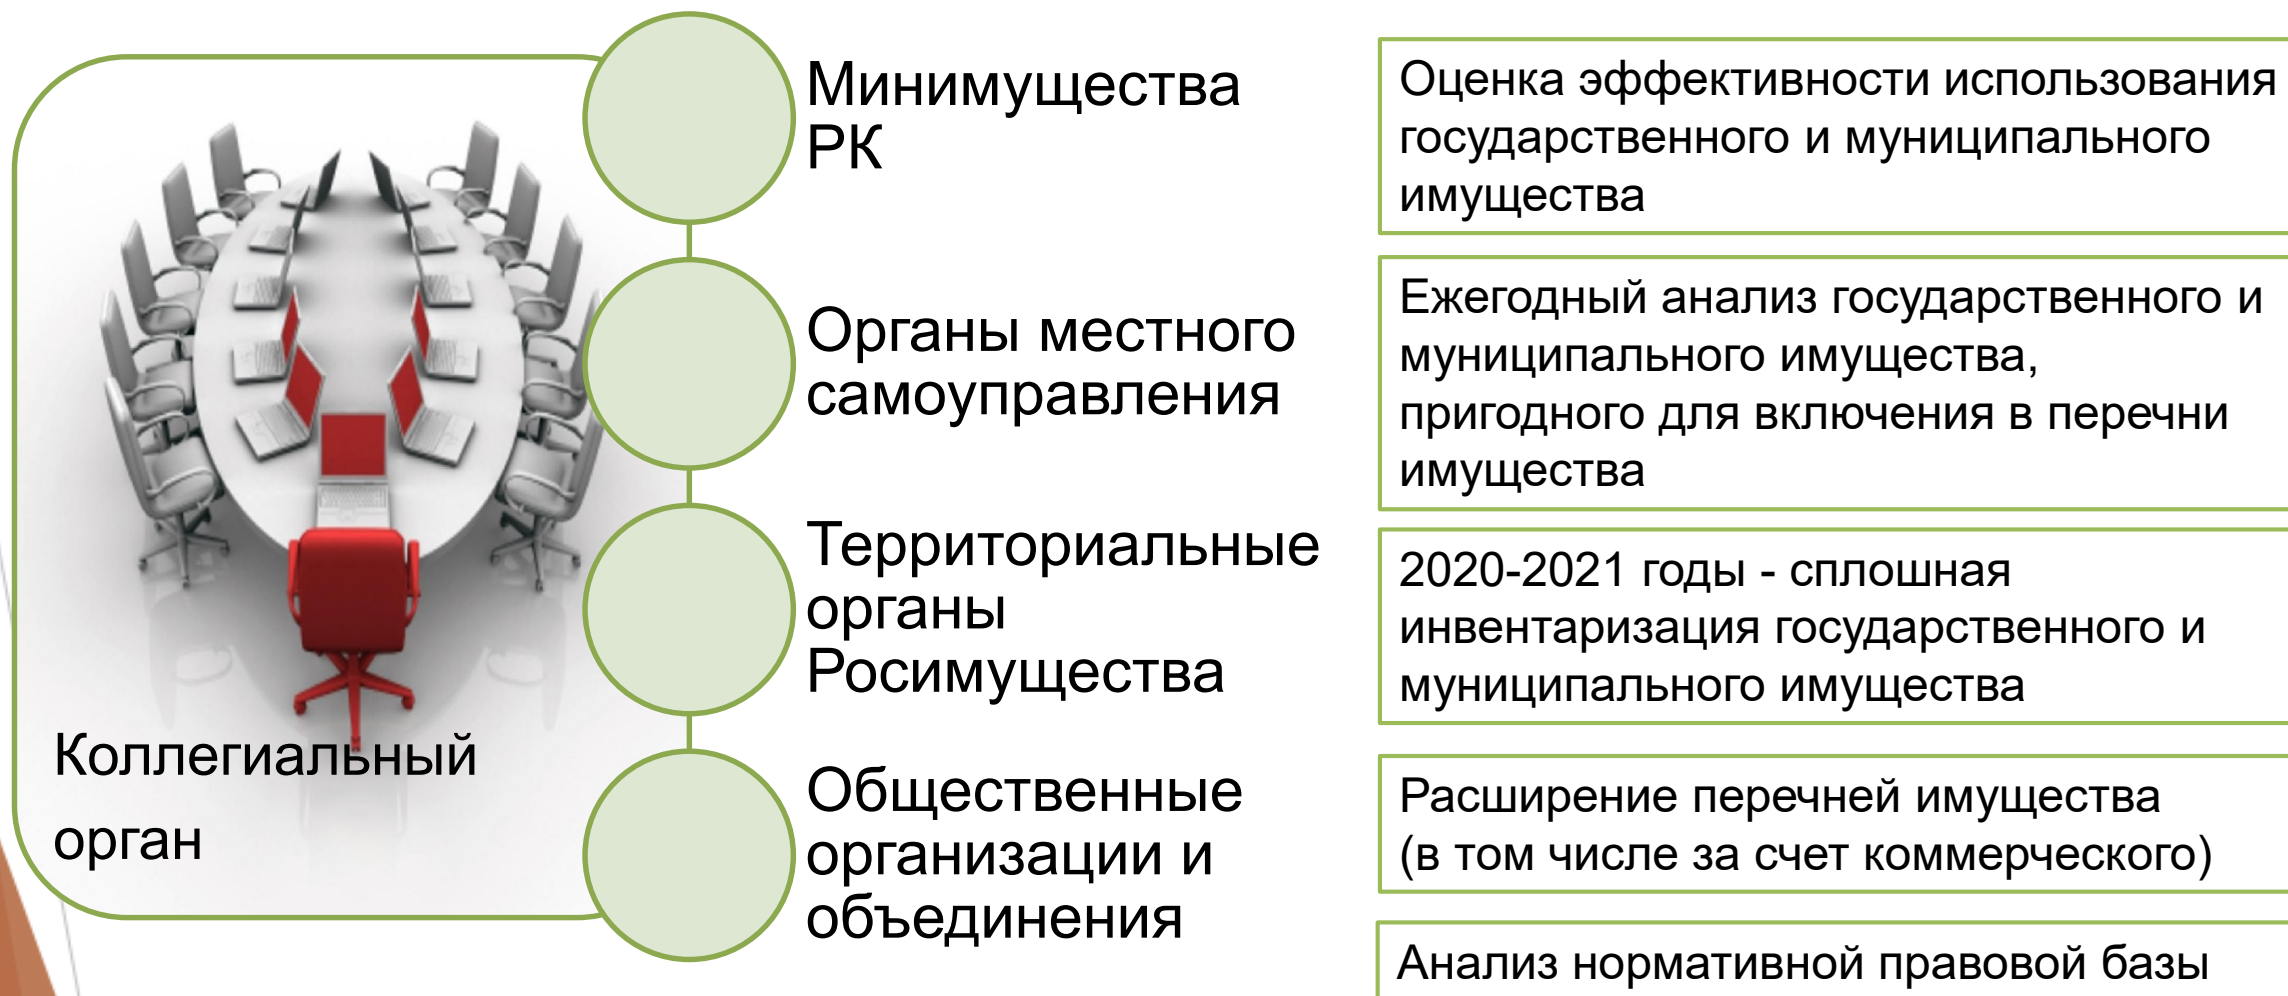 Коллегиальный
орган
Минимущества
РК
Органы местного
самоуправления
Территориальные
органы
Росимущества
Общественные
организации и
объединения
Оценка эффективности использования
государственного и муниципального
имущества
Ежегодный анализ государственного и
муниципального имущества,
пригодного для включения в перечни
имущества
2020-2021 годы - сплошная
инвентаризация государственного и
муниципального имущества
Расширение перечней имущества
(в том числе за счет коммерческого)
Анализ нормативной правовой базы